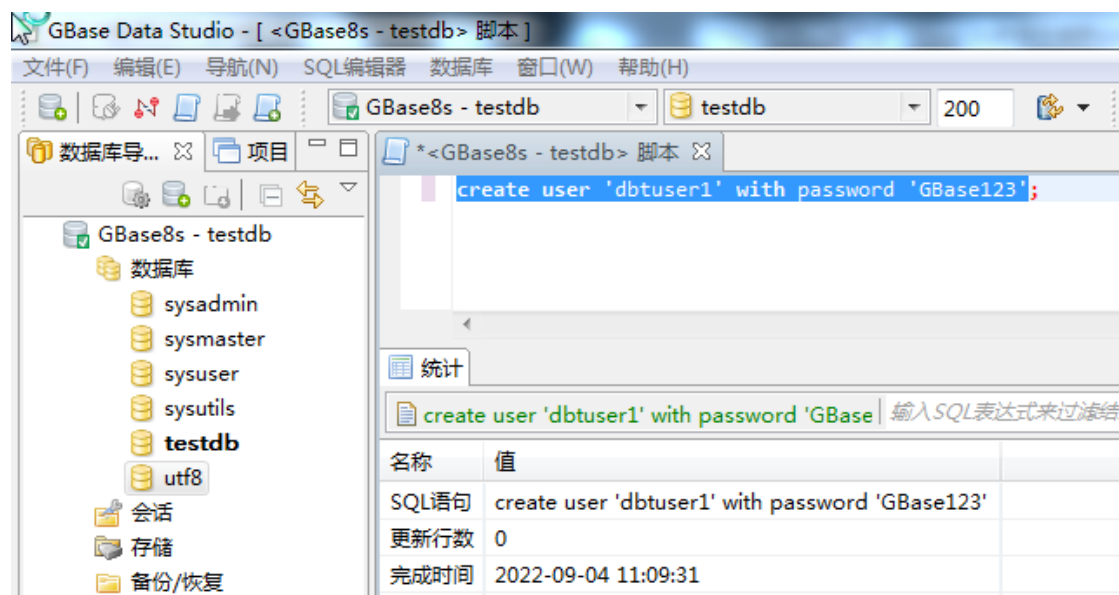 GBase Data Studio - [ <GBase8s - testdb> 脚本 ]
文件(F) 编辑(E) 导航(N) SQL编辑器 数据库 窗口(W) 帮助(H)
GBase8s - testdb testdb 200
数据库导... 项目 *<GBase8s - testdb> 脚本
create user 'dbtuser1' with password 'GBase123';
GBase8s - testdb
数据库
sysadmin
sysmaster
sysuser
sysutils
testdb
utf8
会话
存储
备份/恢复
统计
create user 'dbtuser1' with password 'GBase 输入SQL表达式来过滤结
名称 值
SQL语句 create user 'dbtuser1' with password 'GBase123'
更新行数 0
完成时间 2022-09-04 11:09:31